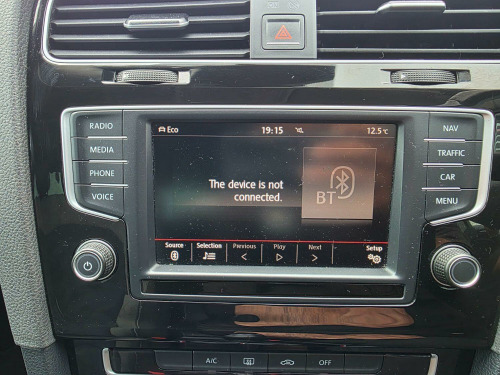 RADIO
MEDIA
PHONE
VOICE
Eco 19:15 12.5°C
The device is not
connected.
BT
Source Selection Previous Play Next Setup
NAV
TRAFFIC
CAR
MENU
A/C OFF